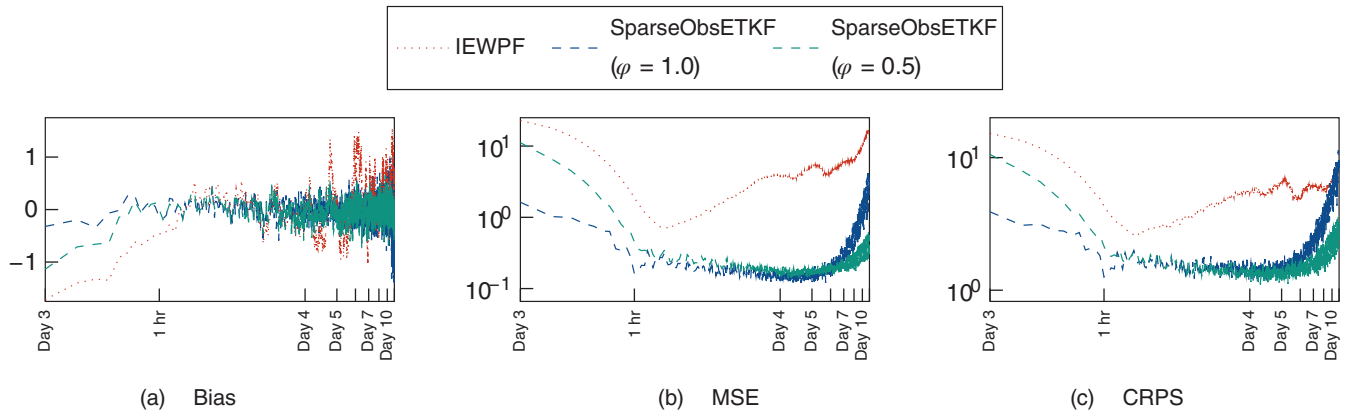 IEWPF
SparseObsETKF
(φ = 1.0)
SparseObsETKF
(φ = 0.5)
1
0
−1
Day 3
1 hr
Day 4
Day 5
Day 7
Day 10
(a) Bias
10^1
10^0
10^−1
Day 3
1 hr
Day 4
Day 5
Day 7
Day 10
(b) MSE
10^1
10^0
Day 3
1 hr
Day 4
Day 5
Day 7
Day 10
(c) CRPS